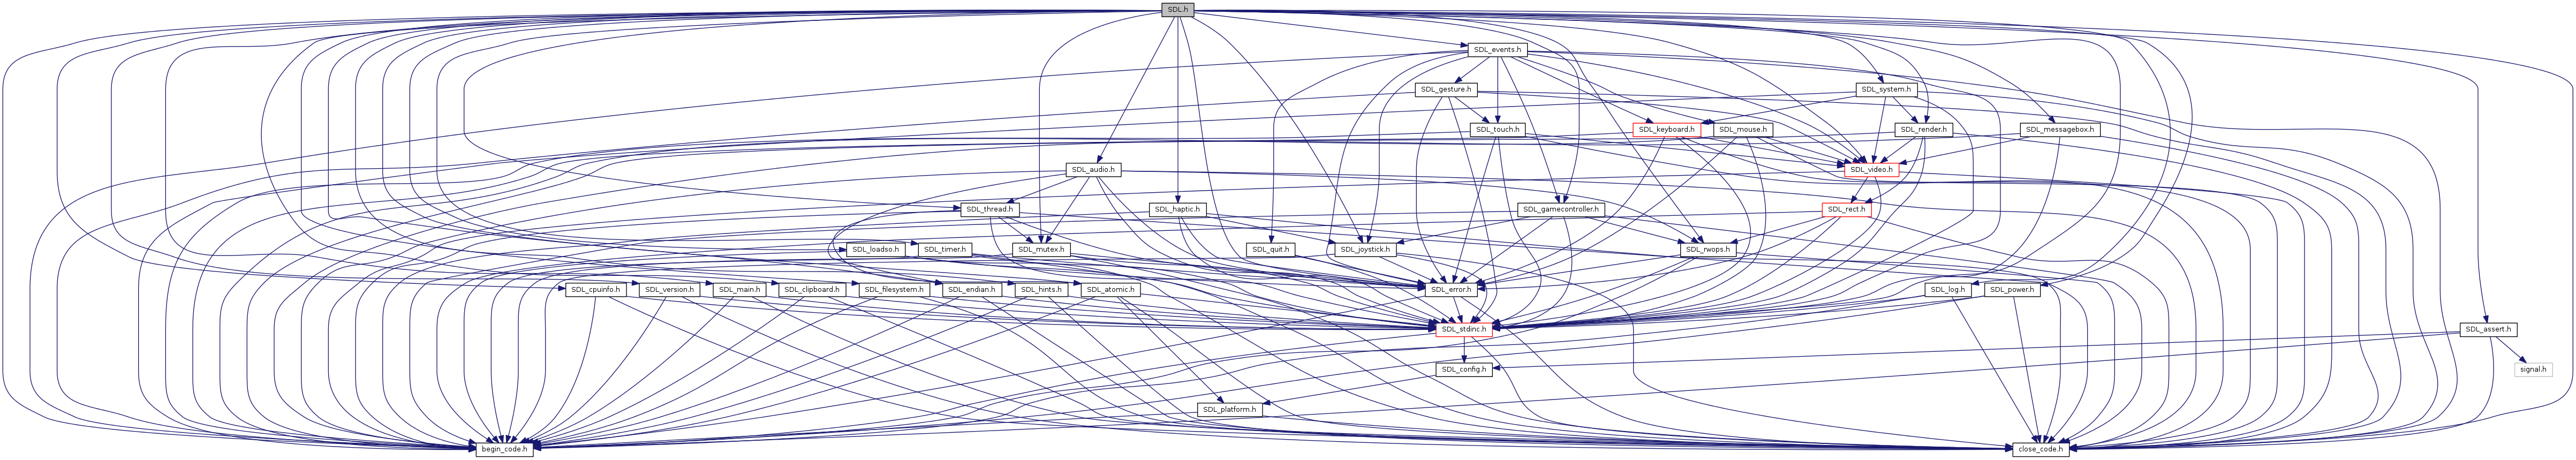 SDL.h
SDL_events.h
SDL_gesture.h
SDL_system.h
SDL_touch.h
SDL_keyboard.h
SDL_mouse.h
SDL_render.h
SDL_messagebox.h
SDL_audio.h
SDL_video.h
SDL_thread.h
SDL_haptic.h
SDL_gamecontroller.h
SDL_rect.h
SDL_loadso.h
SDL_timer.h
SDL_mutex.h
SDL_quit.h
SDL_joystick.h
SDL_rwops.h
SDL_cpuinfo.h
SDL_version.h
SDL_main.h
SDL_clipboard.h
SDL_filesystem.h
SDL_endian.h
SDL_hints.h
SDL_atomic.h
SDL_error.h
SDL_log.h
SDL_power.h
SDL_stdinc.h
SDL_assert.h
SDL_config.h
signal.h
SDL_platform.h
begin_code.h
close_code.h